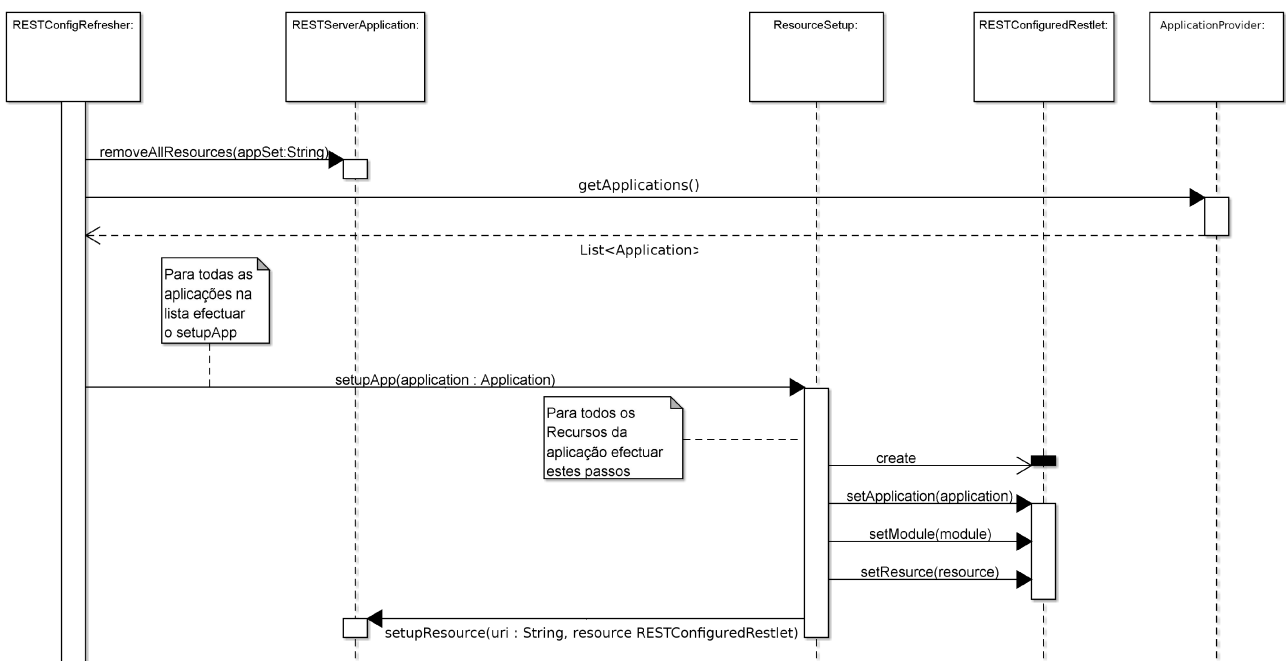 RESTConfigRefresher:
RESTServerApplication:
ResourceSetup:
RESTConfiguredRestlet:
ApplicationProvider:
removeAllResources(appSet:String)
getApplications()
List<Application>
Para todas as
aplicações na
lista efectuar
o setupApp
setupApp(application : Application)
Para todos os
Recursos da
aplicação efectuar
estes passos
create
setApplication(application)
setModule(module)
setResurce(resource)
setupResource(uri : String, resource RESTConfiguredRestlet)